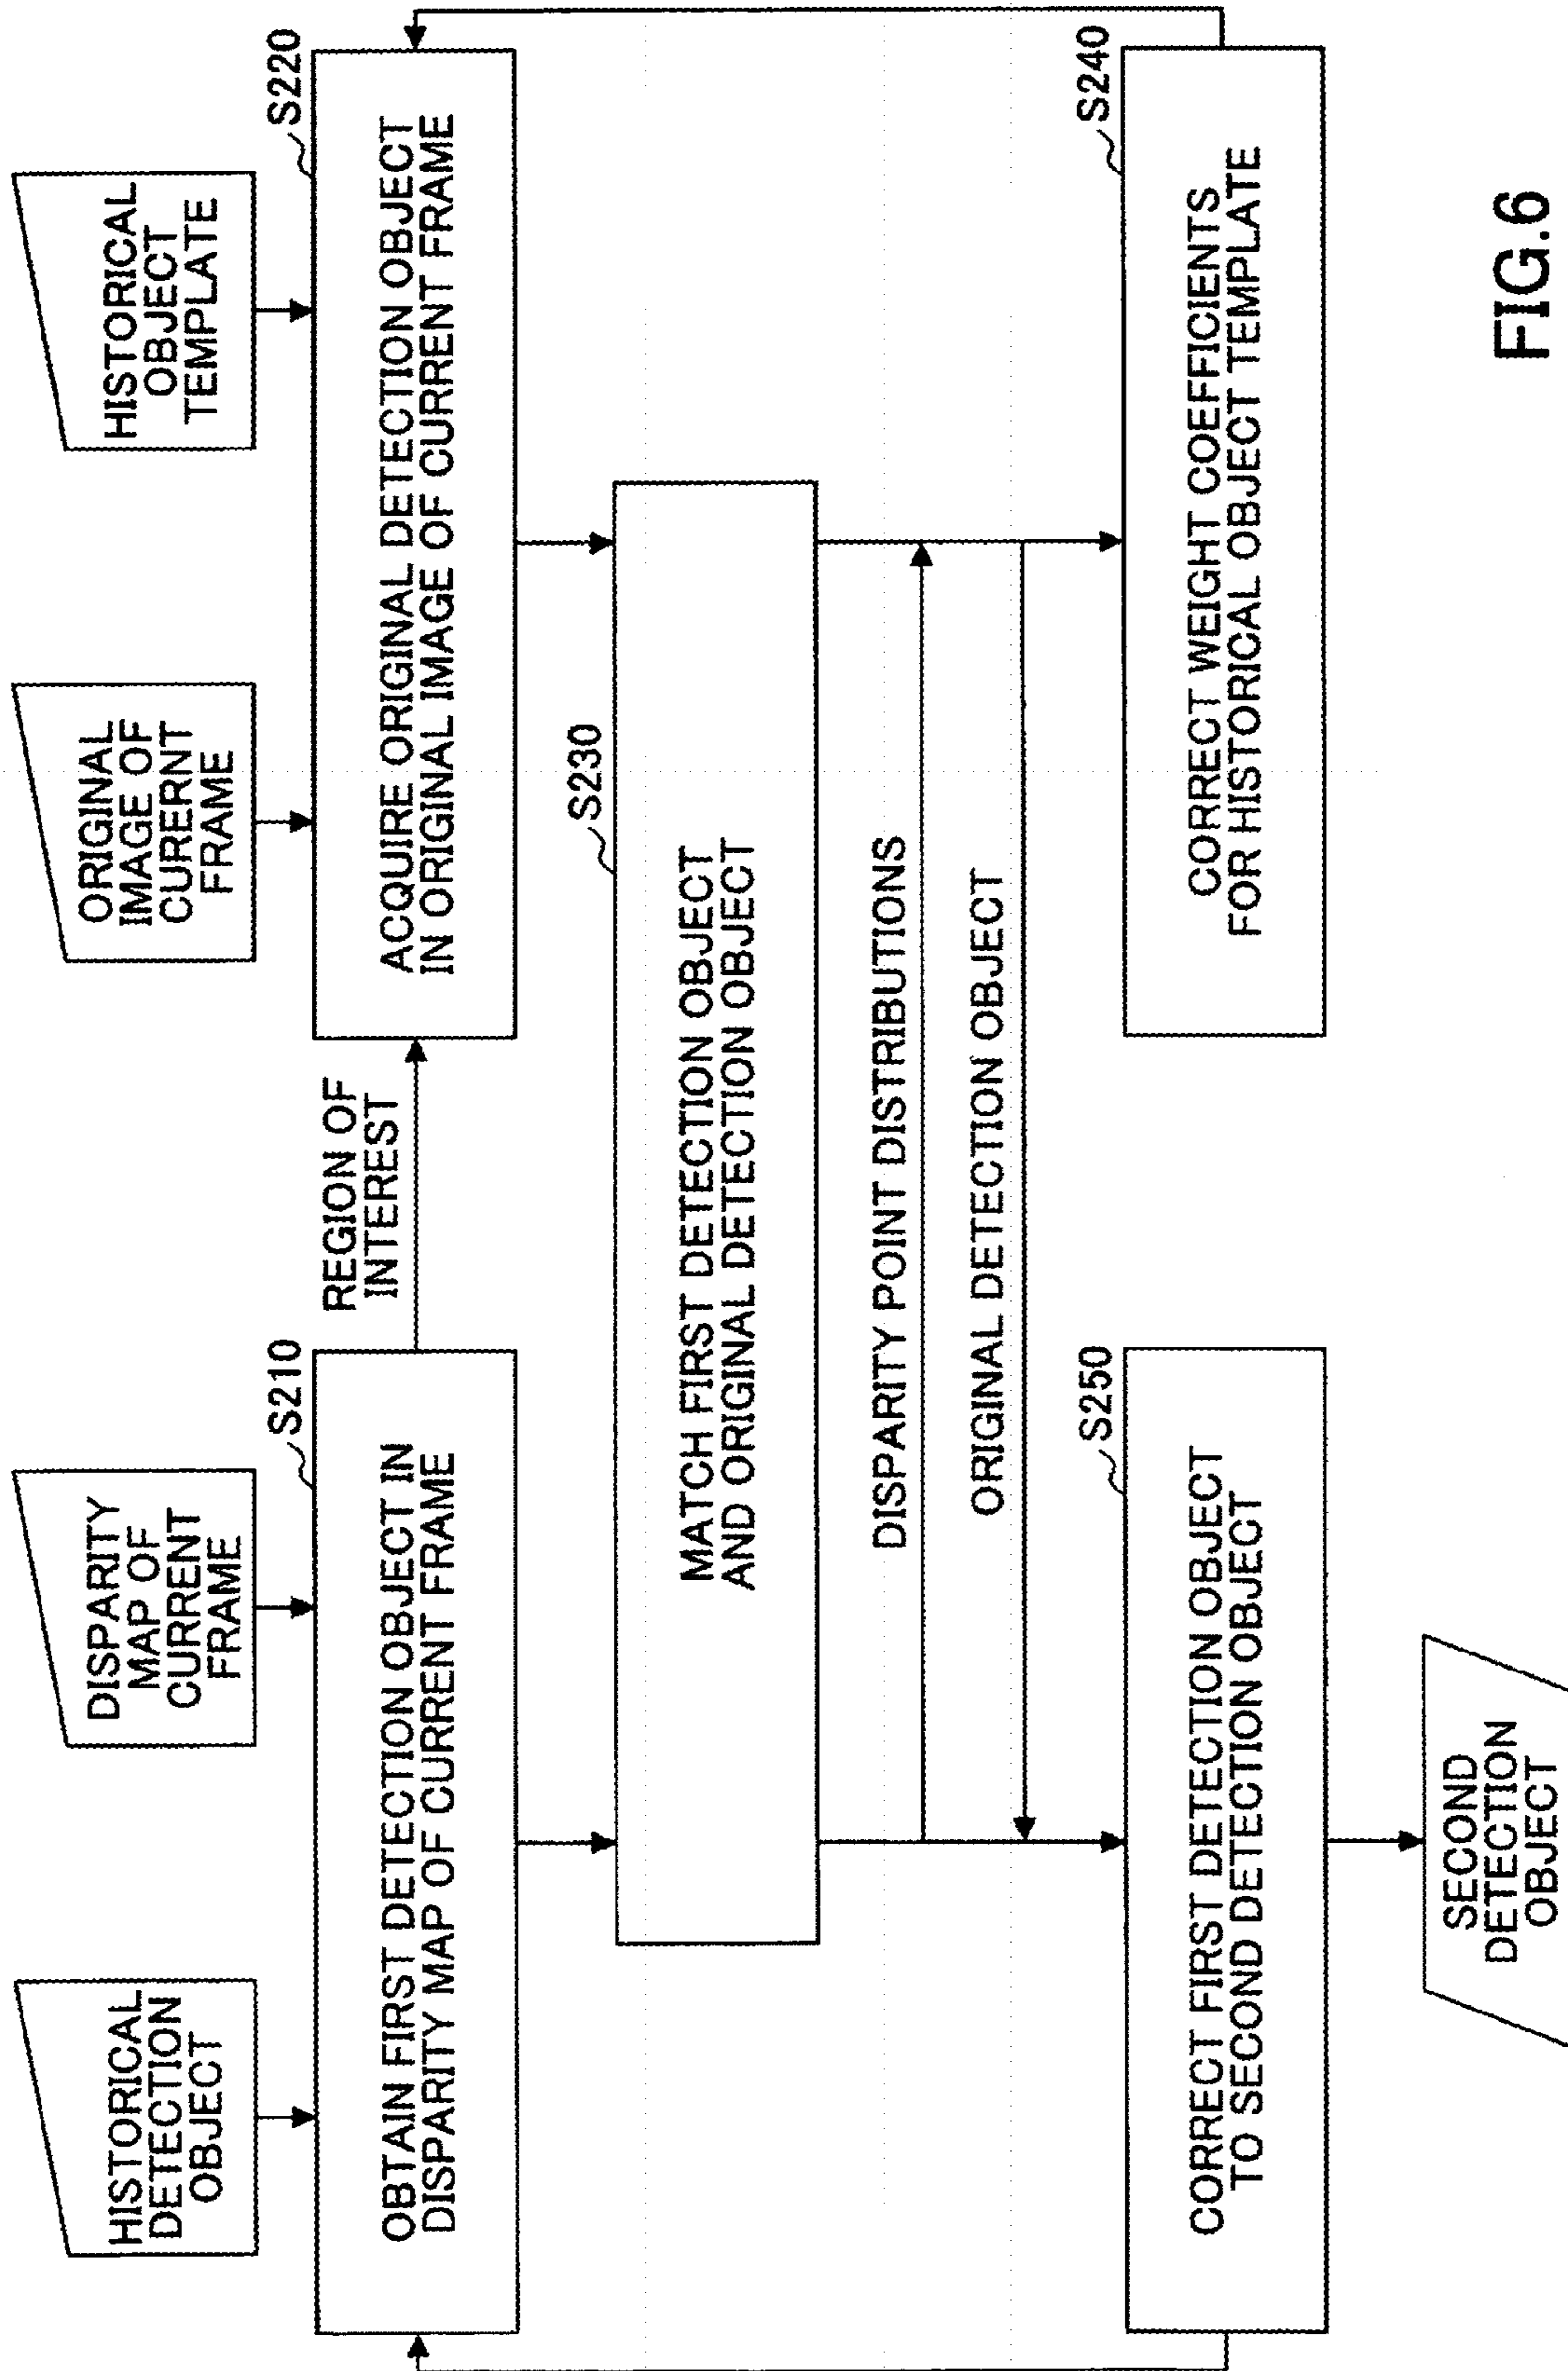 HISTORICAL
DETECTION
OBJECT
DISPARITY
MAP OF
CURRENT
FRAME
ORIGINAL
IMAGE OF
CURERNT
FRAME
HISTORICAL
OBJECT
TEMPLATE
S210
OBTAIN FIRST DETECTION OBJECT IN
DISPARITY MAP OF CURRENT FRAME
REGION OF
INTEREST
S220
ACQUIRE ORIGINAL DETECTION OBJECT
IN ORIGINAL IMAGE OF CURRENT FRAME
S230
MATCH FIRST DETECTION OBJECT
AND ORIGINAL DETECTION OBJECT
DISPARITY POINT DISTRIBUTIONS
ORIGINAL DETECTION OBJECT
S250
CORRECT FIRST DETECTION OBJECT
TO SECOND DETECTION OBJECT
S240
CORRECT WEIGHT COEFFICIENTS
FOR HISTORICAL OBJECT TEMPLATE
SECOND
DETECTION
OBJECT
FIG.6